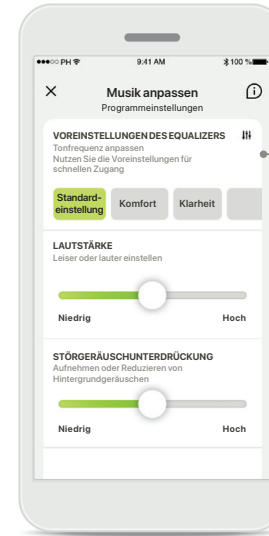 PH 9:41 AM 100 %
Musik anpassen
Programmeinstellungen
VOREINSTELLUNGEN DES EQUALIZERS
Tonfrequenz anpassen
Nutzen Sie die Voreinstellungen für
schnellen Zugang
Standard-
einstellung
Komfort
Klarheit
LAUTSTÄRKE
Leiser oder lauter einstellen
Niedrig Hoch
STÖRGERÄUSCHUNTERDRÜCKUNG
Aufnehmen oder Reduzieren von
Hintergrundgeräuschen
Niedrig Hoch